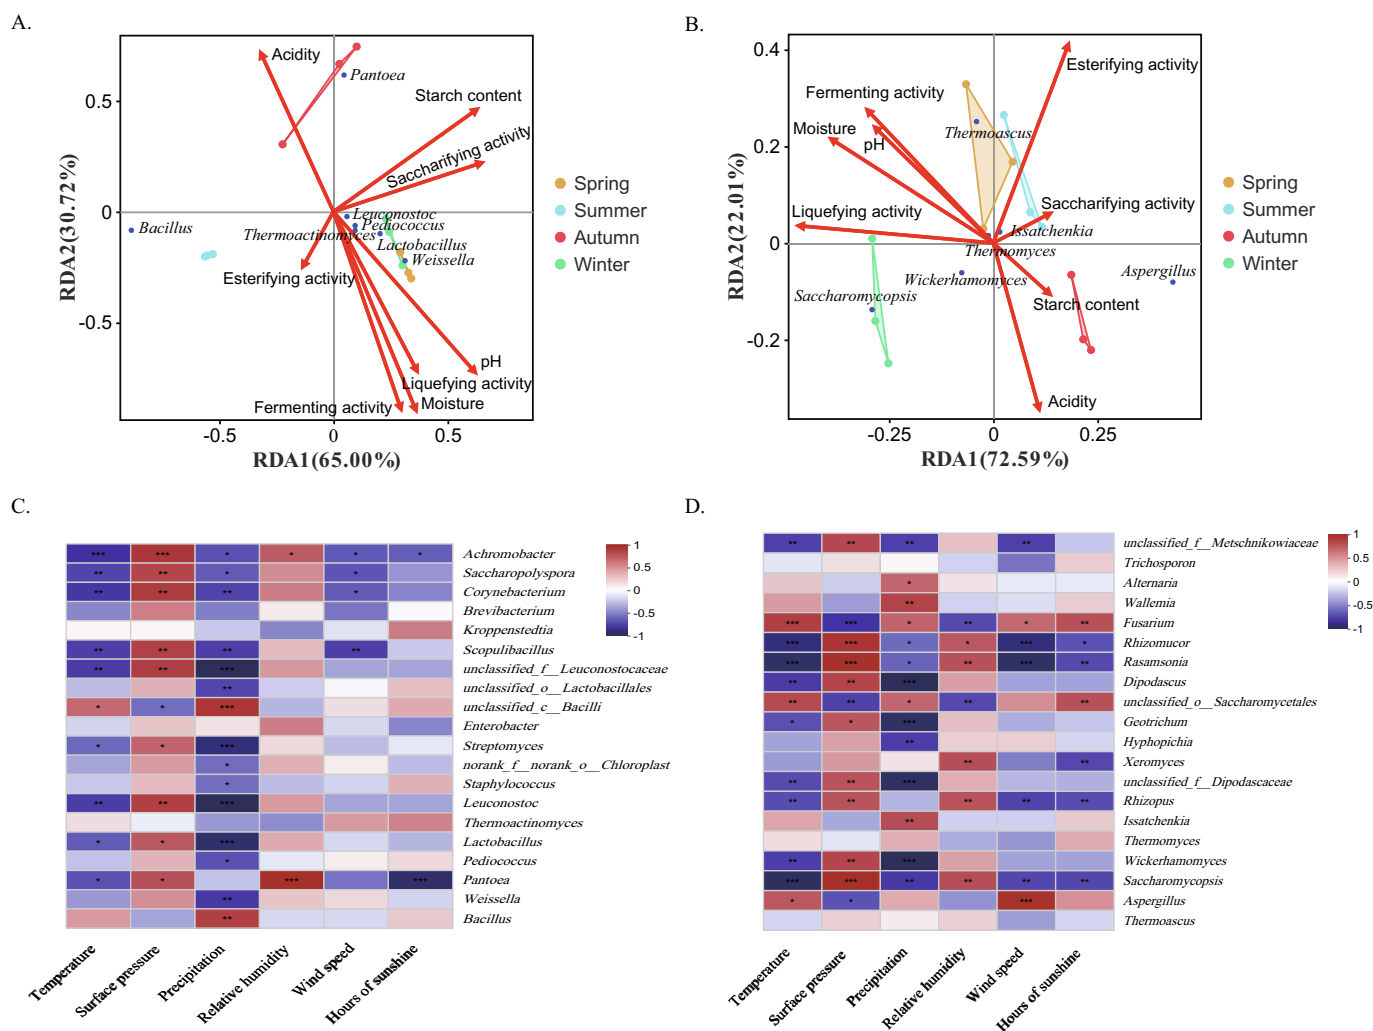 A.
B.
Acidity
Pantoea
Starch content
Saccharifying activity
Leuconostoc
Pediococcus
Bacillus
Thermoactinomyces
Lactobacillus
Weissella
Esterifying activity
pH
Liquefying activity
Fermenting activity
Moisture
0.5
0
-0.5
-0.5
0
0.5
RDA1(65.00%)
RDA2(30.72%)
Spring
Summer
Autumn
Winter
Esterifying activity
Fermenting activity
Moisture
pH
Thermoascus
Saccharifying activity
Liquefying activity
Issatchenkia
Thermomyces
Wickerhamomyces
Aspergillus
Saccharomycopsis
Starch content
Acidity
0.4
0.2
0
-0.2
-0.25
0
0.25
RDA1(72.59%)
RDA2(22.01%)
Spring
Summer
Autumn
Winter
C.
*** *** * * * *
Achromobacter
** ** * *
Saccharopolyspora
** ** ** *
Corynebacterium
Brevibacterium
Kroppenstedtia
** ** ** **
Scopulibacillus
** ** ***
unclassified_f__Leuconostocaceae
**
unclassified_o__Lactobacillales
* * ***
unclassified_c__Bacilli
Enterobacter
* * ***
Streptomyces
*
norank_f__norank_o__Chloroplast
*
Staphylococcus
** ** ***
Leuconostoc
Thermoactinomyces
* * ***
Lactobacillus
*
Pediococcus
* * *** ***
Pantoea
**
Weissella
**
Bacillus
Temperature
Surface pressure
Precipitation
Relative humidity
Wind speed
Hours of sunshine
1
0.5
0
-0.5
-1
D.
** ** ** **
unclassified_f__Metschnikowiaceae
Trichosporon
*
Alternaria
**
Wallemia
*** *** * ** * **
Fusarium
*** *** * * *** *
Rhizomucor
*** *** * ** *** **
Rasamsonia
** ** ***
Dipodascus
** ** * ** **
unclassified_o__Saccharomycetales
* * ***
Geotrichum
**
Hyphopichia
** **
Xeromyces
** ** ***
unclassified_f__Dipodascaceae
** ** ** ** **
Rhizopus
**
Issatchenkia
Thermomyces
** ** ***
Wickerhamomyces
*** *** ** ** ** **
Saccharomycopsis
* * ***
Aspergillus
Thermoascus
Temperature
Surface pressure
Precipitation
Relative humidity
Wind speed
Hours of sunshine
1
0.5
0
-0.5
-1